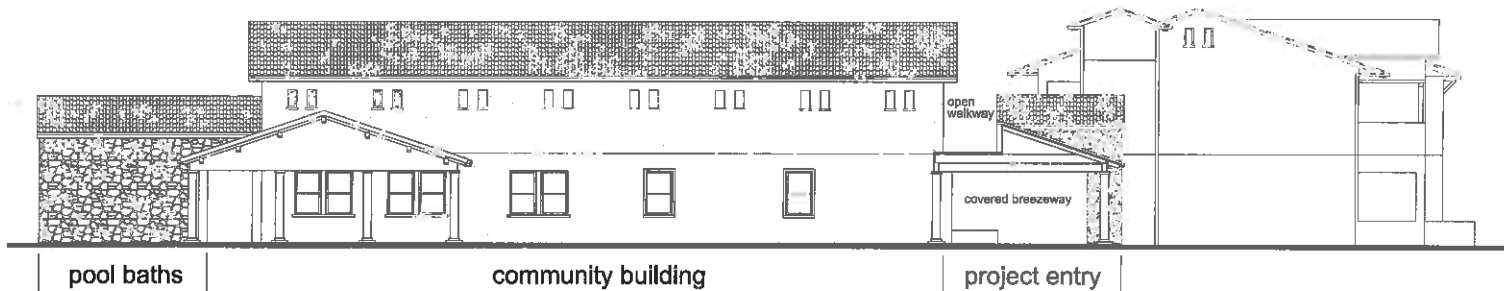 open
walkway
covered breezeway
pool baths
community building
project entry